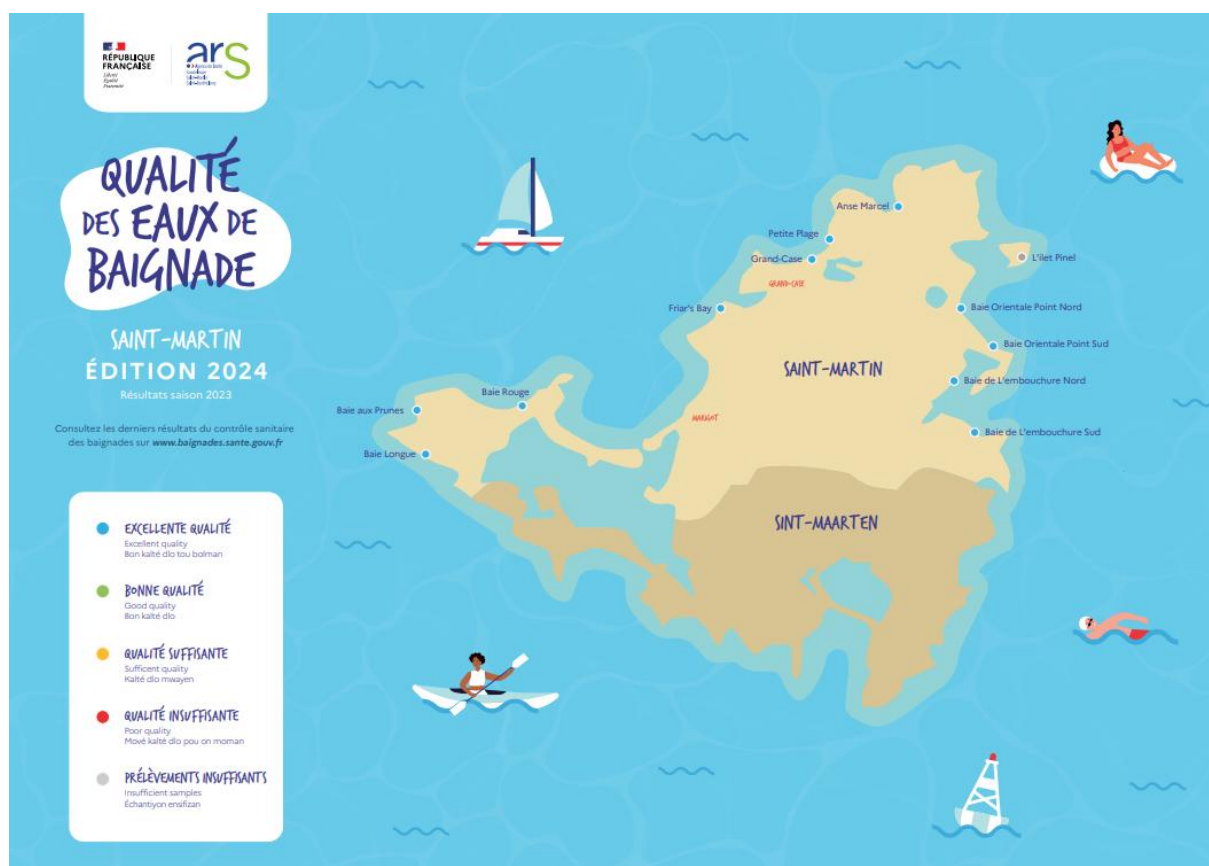 RÉPUBLIQUE
FRANÇAISE
Liberté
Égalité
Fraternité
ars
QUALITÉ
DES EAUX DE
BAIGNADE
SAINT-MARTIN
ÉDITION 2024
Résultats saison 2023
Consultez les derniers résultats du contrôle sanitaire
des baignades sur www.baignades.sante.gouv.fr
EXCELLENTE QUALITÉ
Excellent quality
Bon kalté dlo tou bolman
BONNE QUALITÉ
Good quality
Bon kalté dlo
QUALITÉ SUFFISANTE
Sufficent quality
Kalté dlo mwayen
QUALITÉ INSUFFISANTE
Poor quality
Mové kalté dlo pou on moman
PRÉLÈVEMENTS INSUFFISANTS
Insufficient samples
Échantiyon ensifizan
Anse Marcel
Petite Plage
Grand-Case
GRAND-CASE
L'îlet Pinel
Friar's Bay
Baie Orientale Point Nord
Baie Orientale Point Sud
SAINT-MARTIN
Baie de L'embouchure Nord
Baie Rouge
Baie aux Prunes
MARIGOT
Baie de L'embouchure Sud
Baie Longue
SINT-MAARTEN